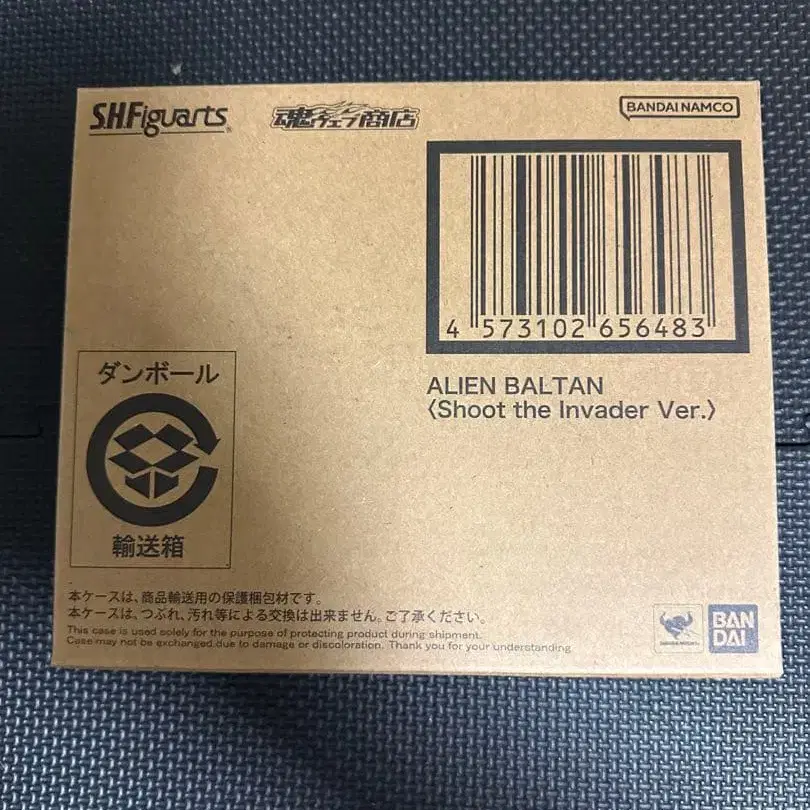 S.H.Figuarts
魂ウェブ商店
BANDAI NAMCO
4 573102 656483
ALIEN BALTAN
〈Shoot the Invader Ver.〉
ダンボール
輸送箱
本ケースは、商品輸送用の保護梱包材です。
本ケースは、つぶれ、汚れ等による交換は出来ません。ご了承ください。
This case is used solely for the purpose of protecting product during shipment.
Case may not be exchanged due to damage or discoloration. Thank you for your understanding
BAN
DAI